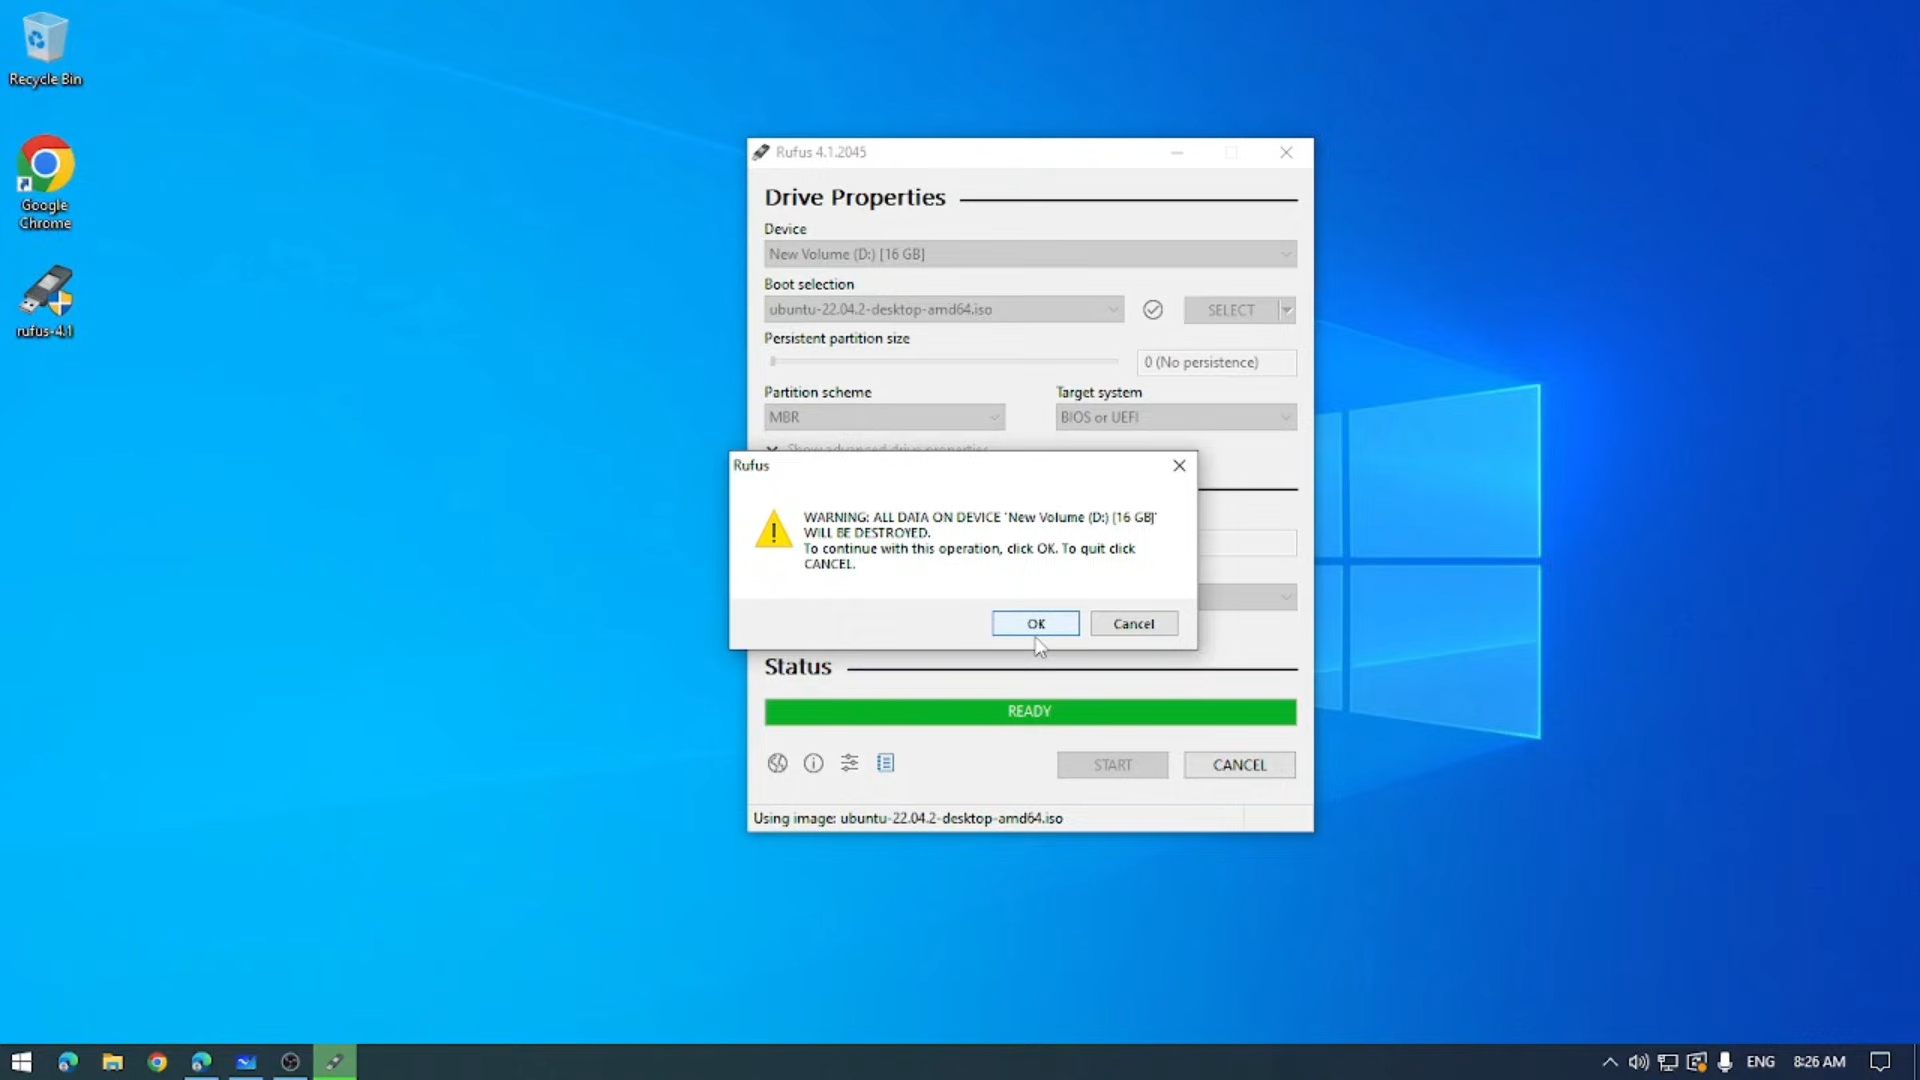 Recycle Bin
Google
Chrome
rufus-4.1
Rufus 4.1.2045
Drive Properties
Device
New Volume (D:) [16 GB]
Boot selection
ubuntu-22.04.2-desktop-amd64.iso
SELECT
Persistent partition size
0 (No persistence)
Partition scheme
Target system
MBR
BIOS or UEFI
Show advanced drive properties
Rufus
WARNING: ALL DATA ON DEVICE 'New Volume (D:) [16 GB]'
WILL BE DESTROYED.
To continue with this operation, click OK. To quit click
CANCEL.
OK
Cancel
Status
READY
START
CANCEL
Using image: ubuntu-22.04.2-desktop-amd64.iso
ENG
8:26 AM